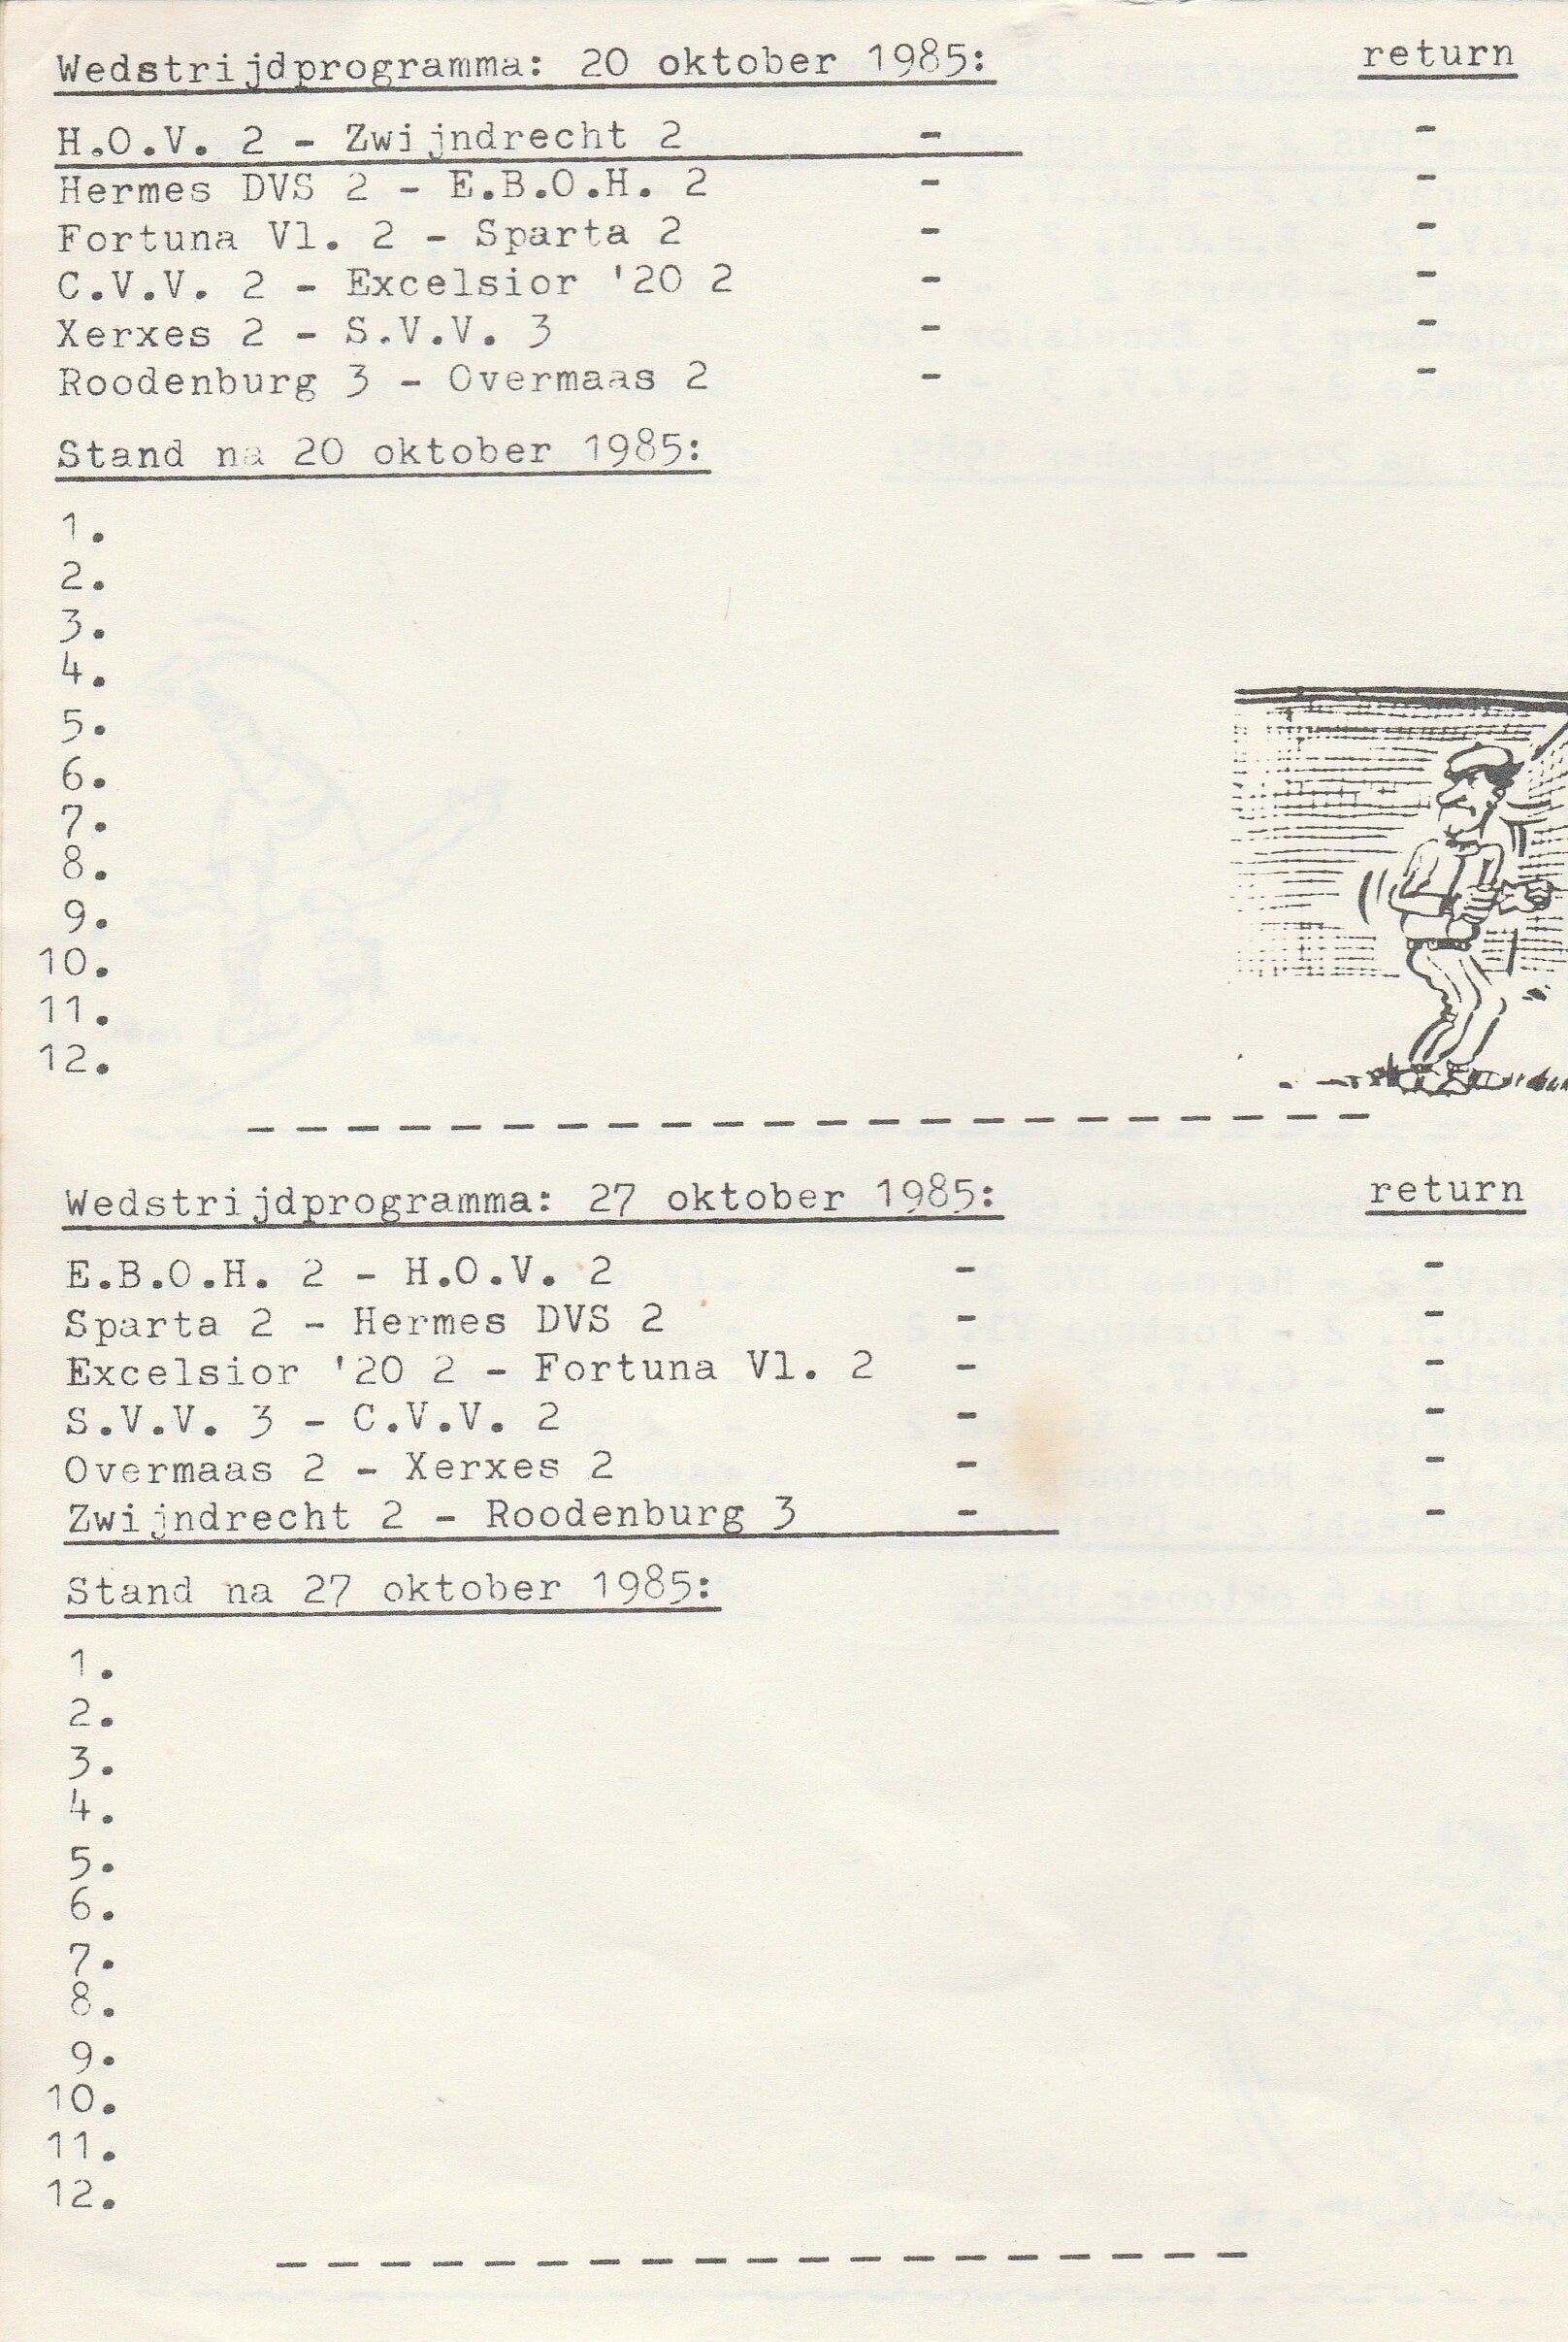 Wedstrijdprogramma: 20 oktober 1985: return
H.O.V. 2 - Zwijndrecht 2 - -
Hermes DVS 2 - E.B.O.H. 2 - -
Fortuna Vl. 2 - Sparta 2 - -
C.V.V. 2 - Excelsior '20 2 - -
Xerxes 2 - S.V.V. 3 - -
Roodenburg 3 - Overmaas 2 - -
Stand na 20 oktober 1985:
1.
2.
3.
4.
5.
6.
7.
8.
9.
10.
11.
12.
Wedstrijdprogramma: 27 oktober 1985: return
E.B.O.H. 2 - H.O.V. 2 - -
Sparta 2 - Hermes DVS 2 - -
Excelsior '20 2 - Fortuna Vl. 2 - -
S.V.V. 3 - C.V.V. 2 - -
Overmaas 2 - Xerxes 2 - -
Zwijndrecht 2 - Roodenburg 3 - -
Stand na 27 oktober 1985:
1.
2.
3.
4.
5.
6.
7.
8.
9.
10.
11.
12.